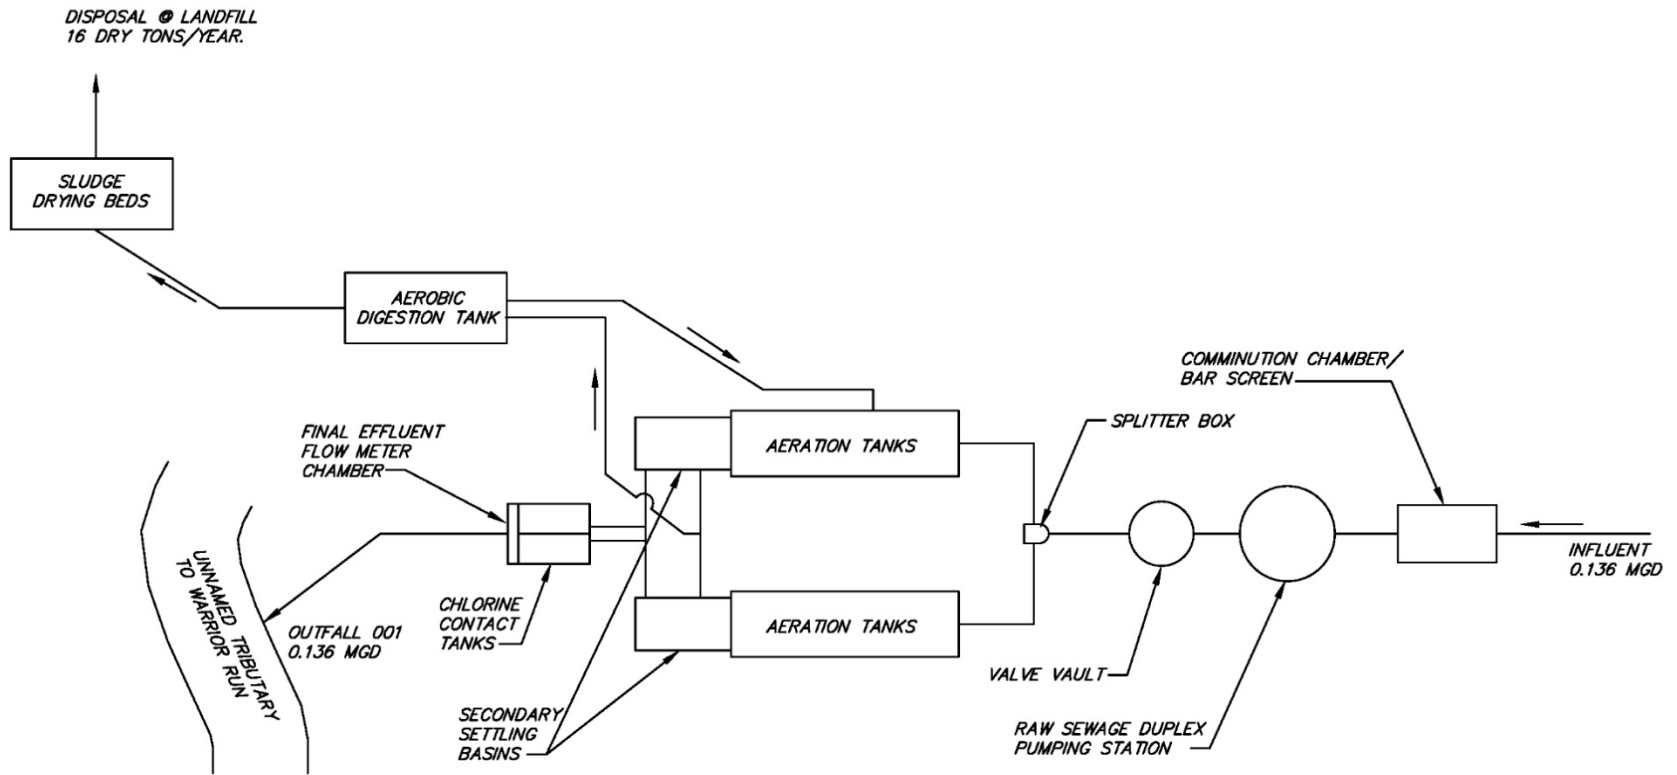 DISPOSAL @ LANDFILL
16 DRY TONS/YEAR.
SLUDGE
DRYING BEDS
AEROBIC
DIGESTION TANK
COMMINUTION CHAMBER/
BAR SCREEN
SPLITTER BOX
AERATION TANKS
FINAL EFFLUENT
FLOW METER
CHAMBER
INFLUENT
0.136 MGD
UNNAMED TRIBUTARY
TO WARRIOR RUN
OUTFALL 001
0.136 MGD
CHLORINE
CONTACT
TANKS
AERATION TANKS
VALVE VAULT
SECONDARY
SETTLING
BASINS
RAW SEWAGE DUPLEX
PUMPING STATION